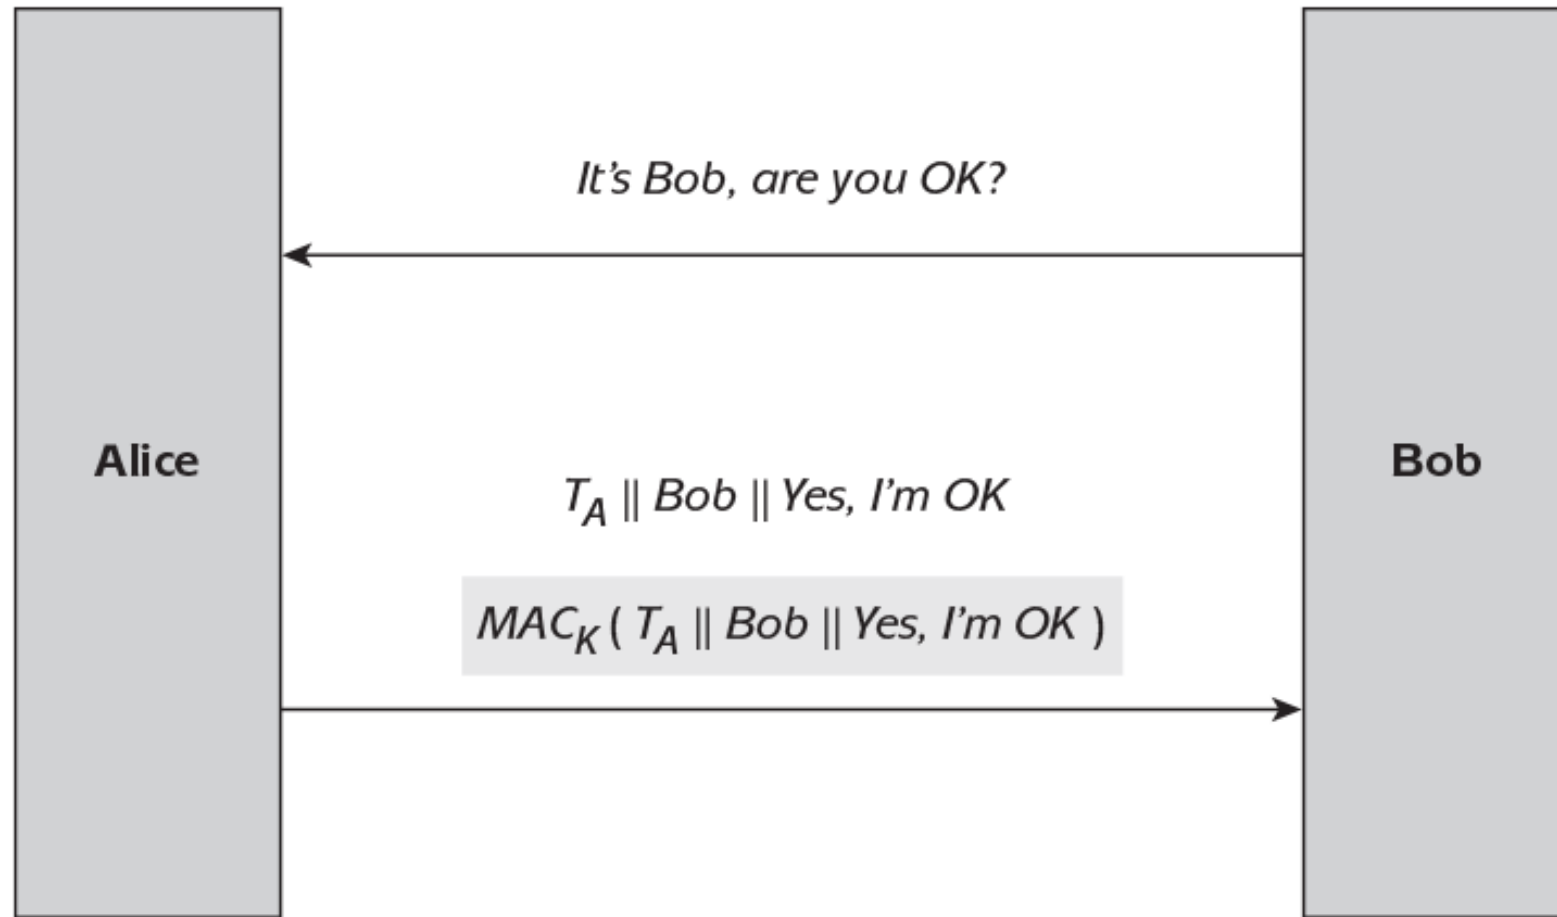 It’s Bob, are you OK?
Alice
Bob
T_A || Bob || Yes, I’m OK
MAC_K ( T_A || Bob || Yes, I’m OK )